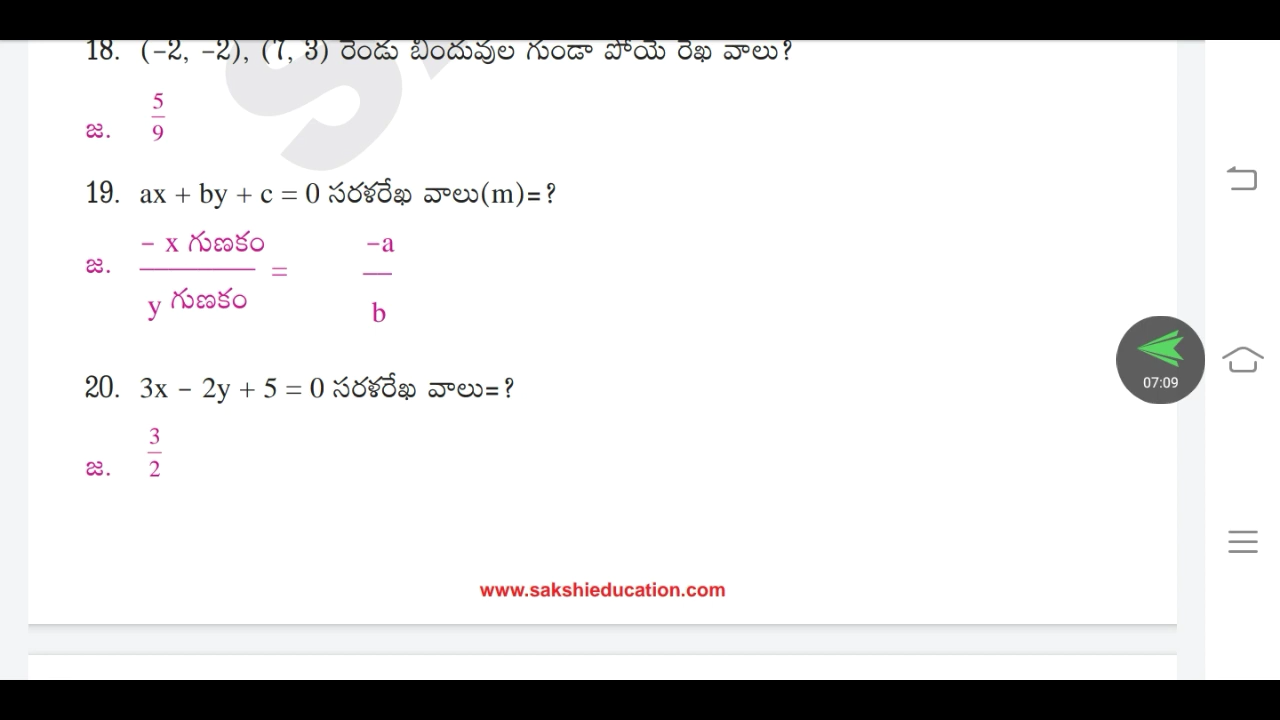 18. (–2, –2), (7, 3) రెండు బిందువుల గుండా పోయే రేఖ వాలు?
జ. 5/9
19. ax + by + c = 0 సరళరేఖ వాలు(m)=?
జ. – x గుణకం / y గుణకం = –a / b
20. 3x – 2y + 5 = 0 సరళరేఖ వాలు=?
జ. 3/2
07:09
www.sakshieducation.com